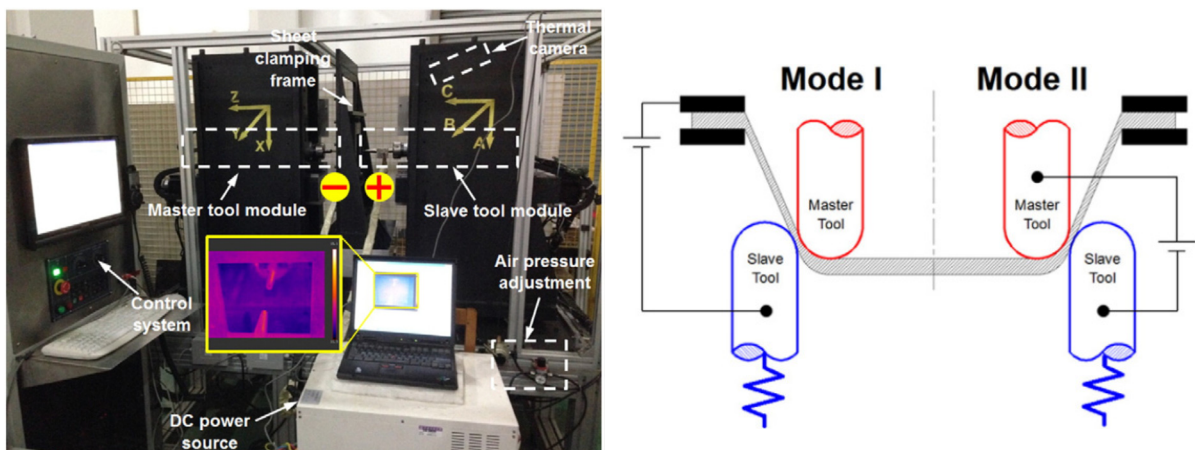 Sheet
clamping
frame
Thermal
camera
Z
Y
X
C
B
A
Master tool module
−
+
Slave tool module
Air pressure
adjustment
Control
system
DC power
source
Mode I
Mode II
Master
Tool
Master
Tool
Slave
Tool
Slave
Tool